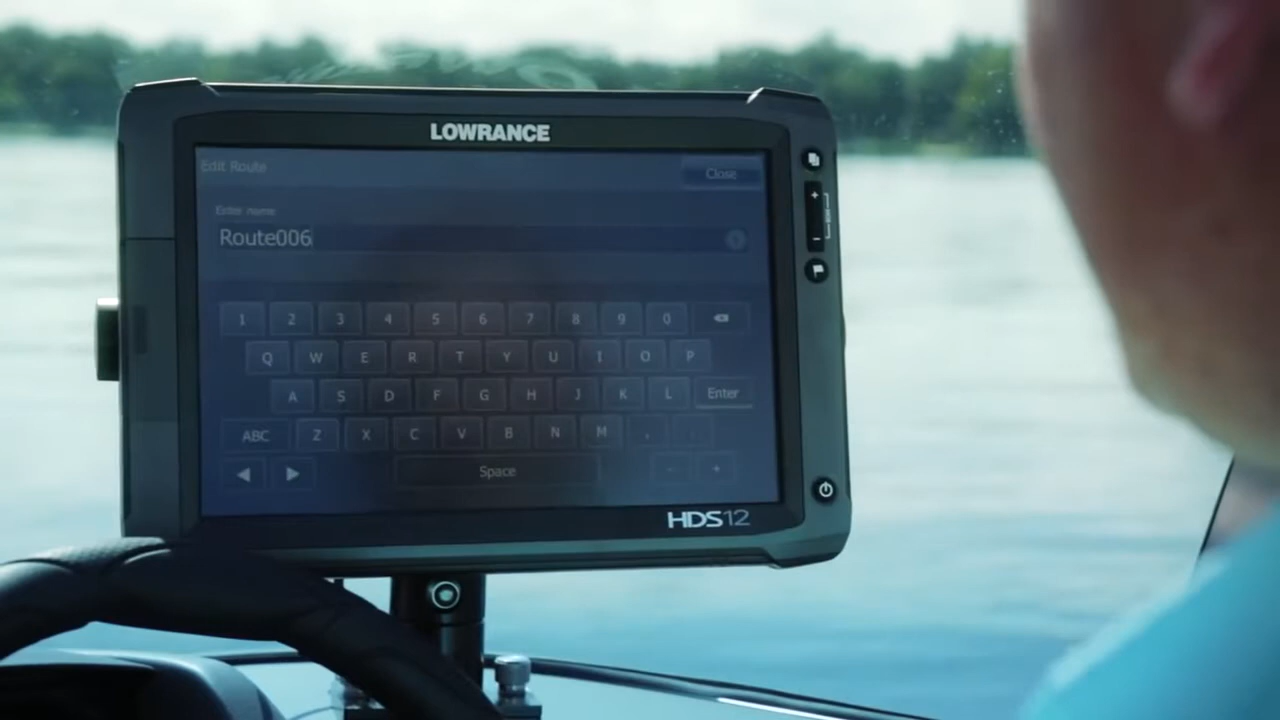 LOWRANCE
Edit Route
Close
Enter name
Route006
1 2 3 4 5 6 7 8 9 0
Q W E R T Y U I O P
A S D F G H J K L Enter
ABC Z X C V B N M ,
Space - +
HDS12